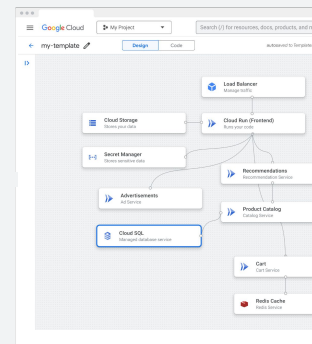 Google Cloud
My Project
Search (/) for resources, docs, products, and
my-template
Design
Code
autosaved to Template
Load Balancer
Manage traffic
Cloud Storage
Stores your data
Cloud Run (Frontend)
Runs your code
Secret Manager
Stores sensitive data
Recommendations
Recommendation Service
Advertisements
Ad Service
Product Catalog
Catalog Service
Cloud SQL
Managed database service
Cart
Cart Service
Redis Cache
Redis Service